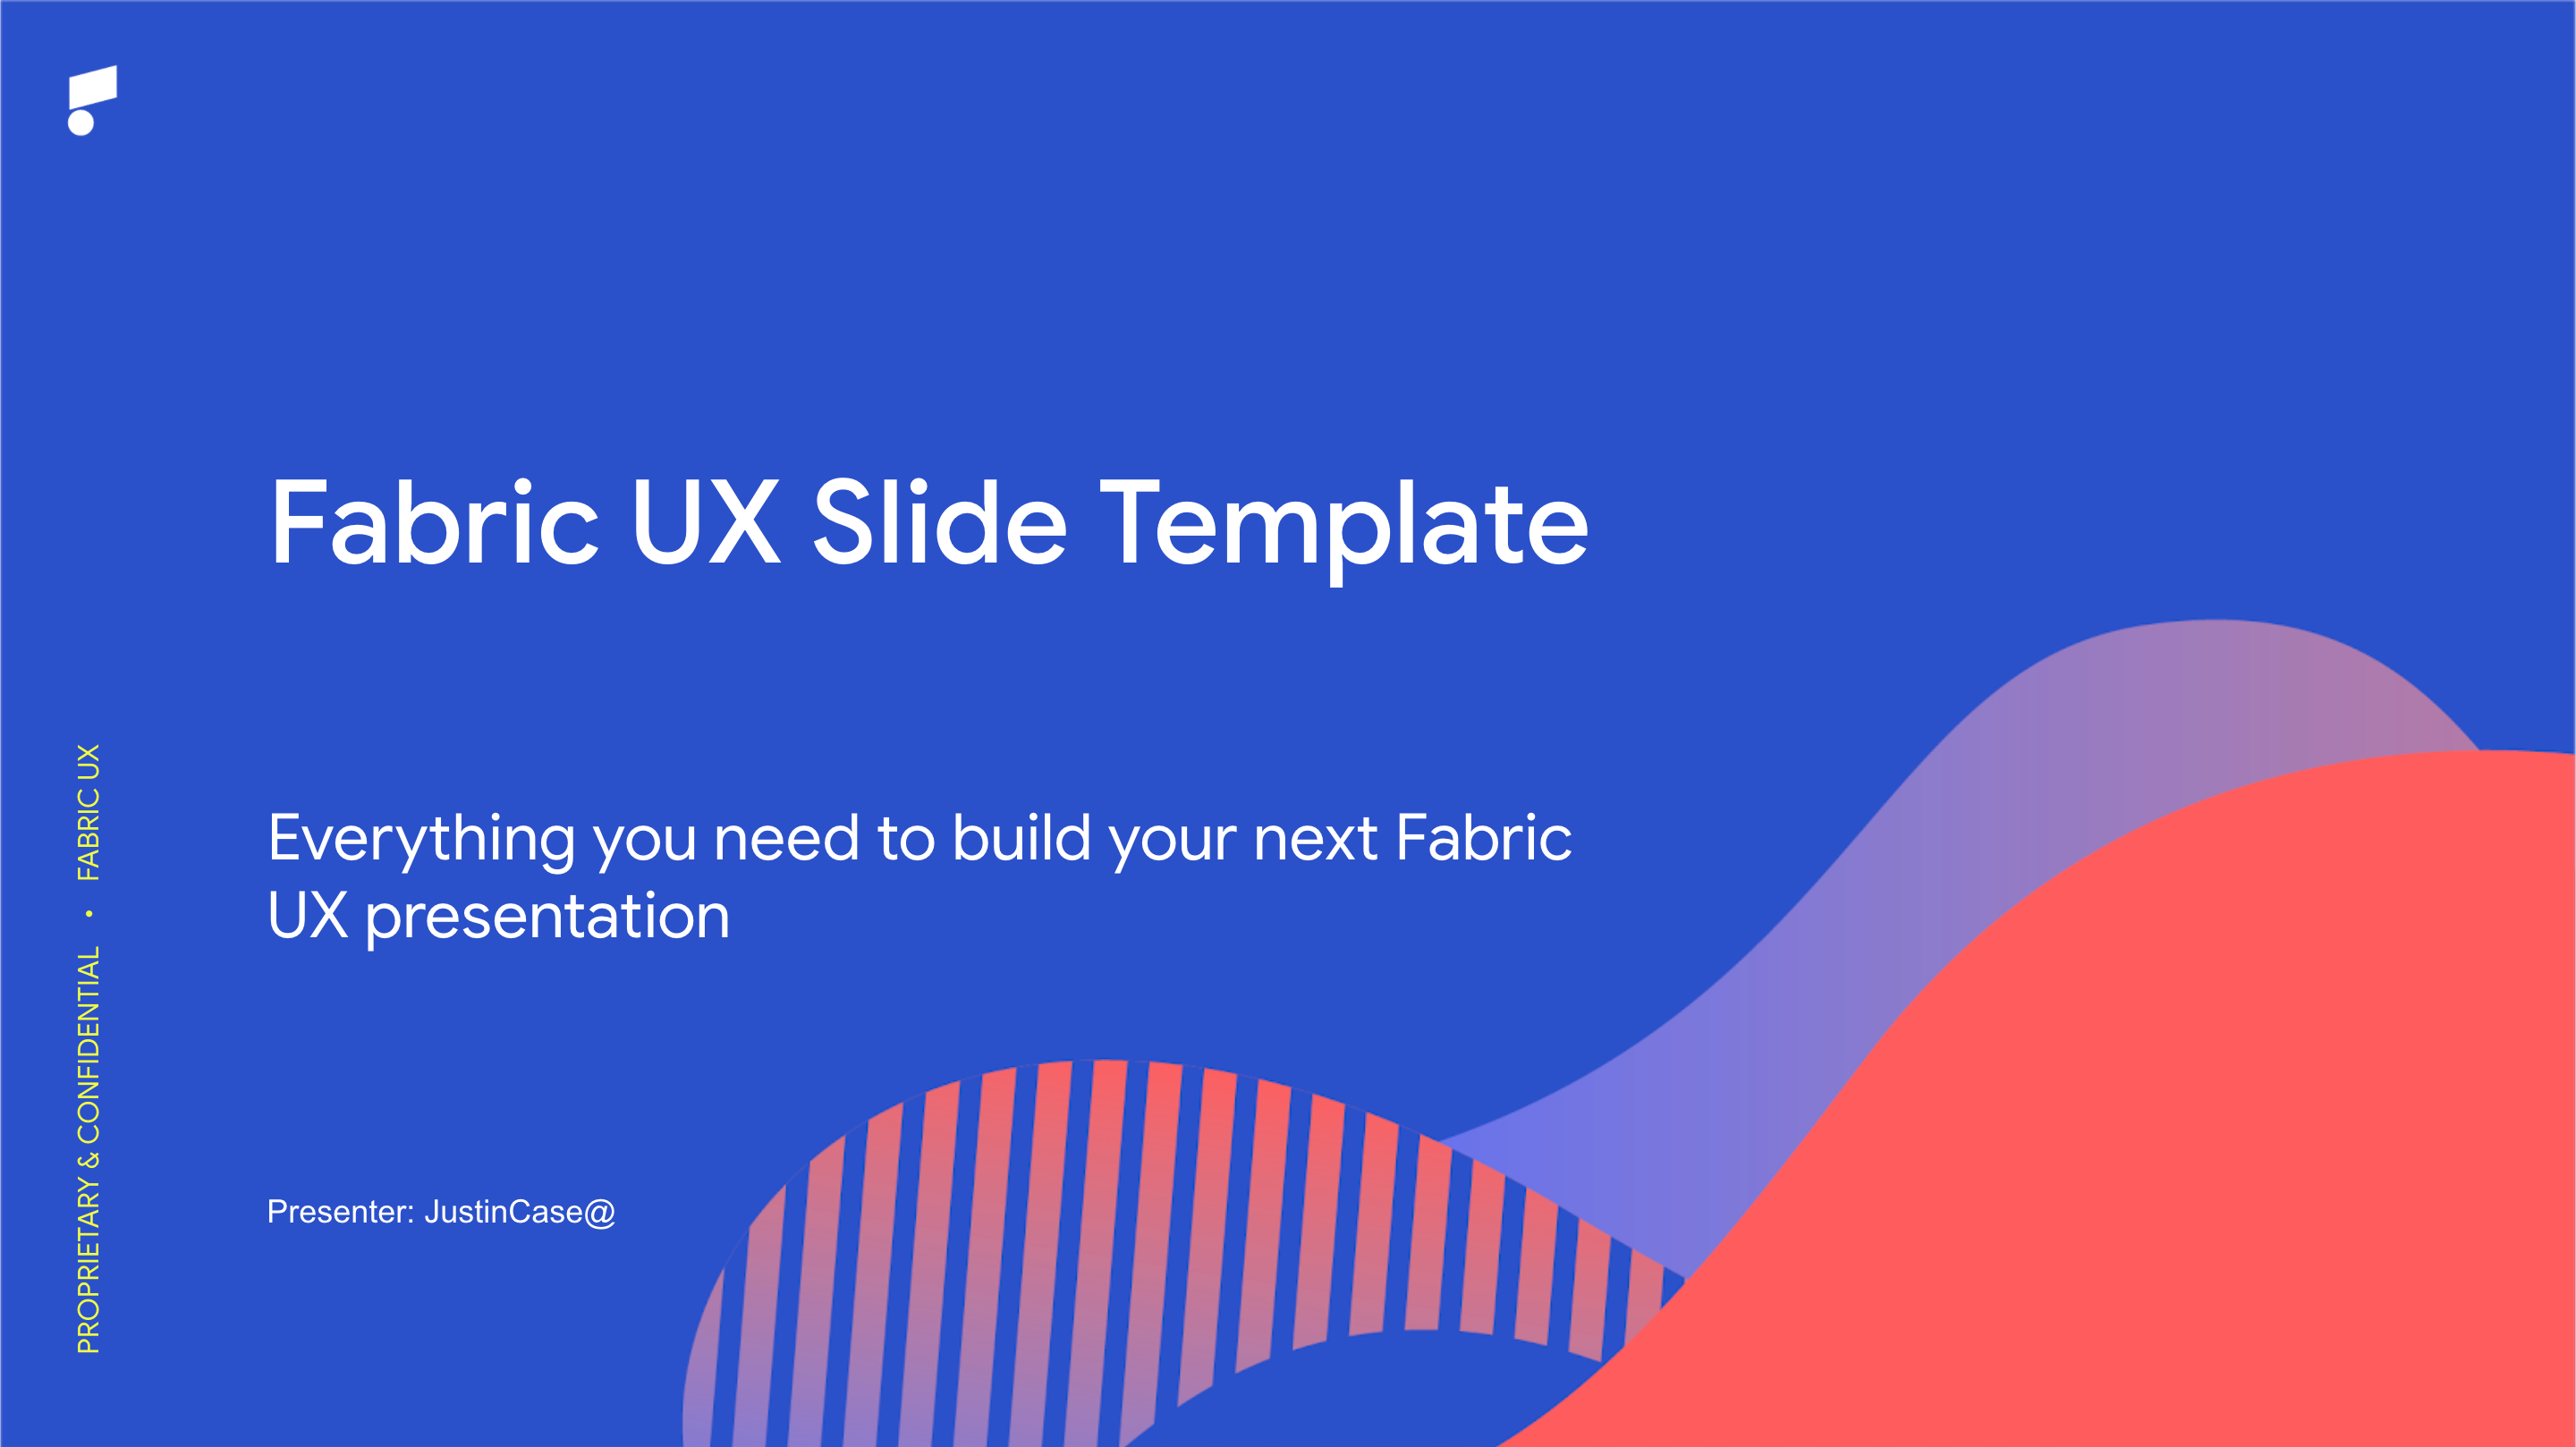 Fabric UX Slide Template
Everything you need to build your next Fabric
UX presentation
Presenter: JustinCase@
PROPRIETARY & CONFIDENTIAL • FABRIC UX